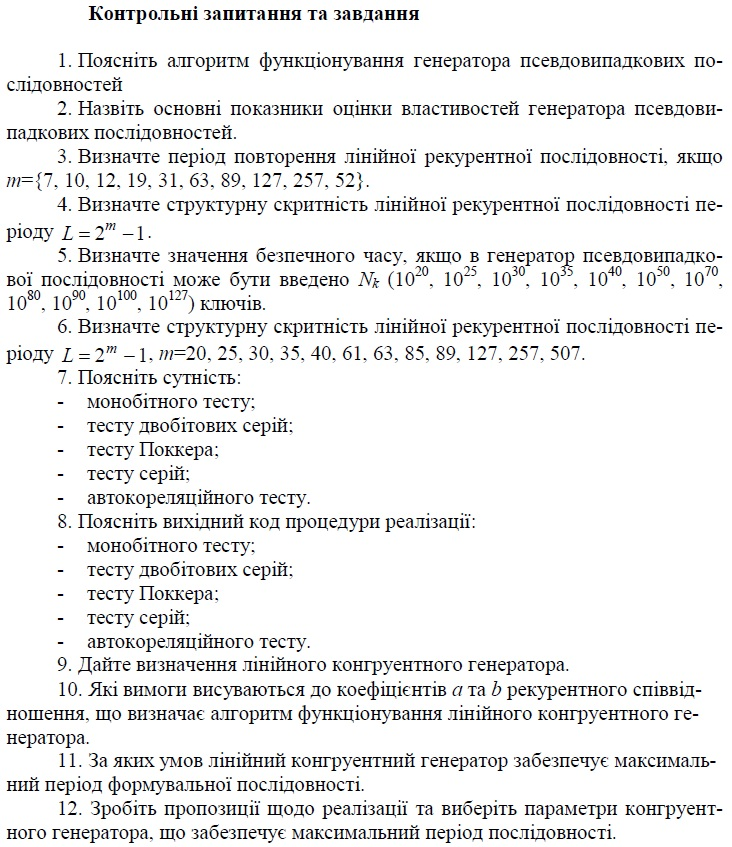 Контрольні запитання та завдання
1. Поясніть алгоритм функціонування генератора псевдовипадкових по-
слідовностей
2. Назвіть основні показники оцінки властивостей генератора псевдови-
падкових послідовностей.
3. Визначте період повторення лінійної рекурентної послідовності, якщо
m={7, 10, 12, 19, 31, 63, 89, 127, 257, 52}.
4. Визначте структурну скритність лінійної рекурентної послідовності пе-
ріоду L = 2^m − 1.
5. Визначте значення безпечного часу, якщо в генератор псевдовипадко-
вої послідовності може бути введено N_k (10^20, 10^25, 10^30, 10^35, 10^40, 10^50, 10^70,
10^80, 10^90, 10^100, 10^127) ключів.
6. Визначте структурну скритність лінійної рекурентної послідовності пе-
ріоду L = 2^m − 1, m=20, 25, 30, 35, 40, 61, 63, 85, 89, 127, 257, 507.
7. Поясніть сутність:
- монобітного тесту;
- тесту двобітових серій;
- тесту Поккера;
- тесту серій;
- автокореляційного тесту.
8. Поясніть вихідний код процедури реалізації:
- монобітного тесту;
- тесту двобітових серій;
- тесту Поккера;
- тесту серій;
- автокореляційного тесту.
9. Дайте визначення лінійного конгруентного генератора.
10. Які вимоги висуваються до коефіцієнтів a та b рекурентного співвід-
ношення, що визначає алгоритм функціонування лінійного конгруентного ге-
нератора.
11. За яких умов лінійний конгруентний генератор забезпечує максималь-
ний період формувальної послідовності.
12. Зробіть пропозиції щодо реалізації та виберіть параметри конгруент-
ного генератора, що забезпечує максимальний період послідовності.